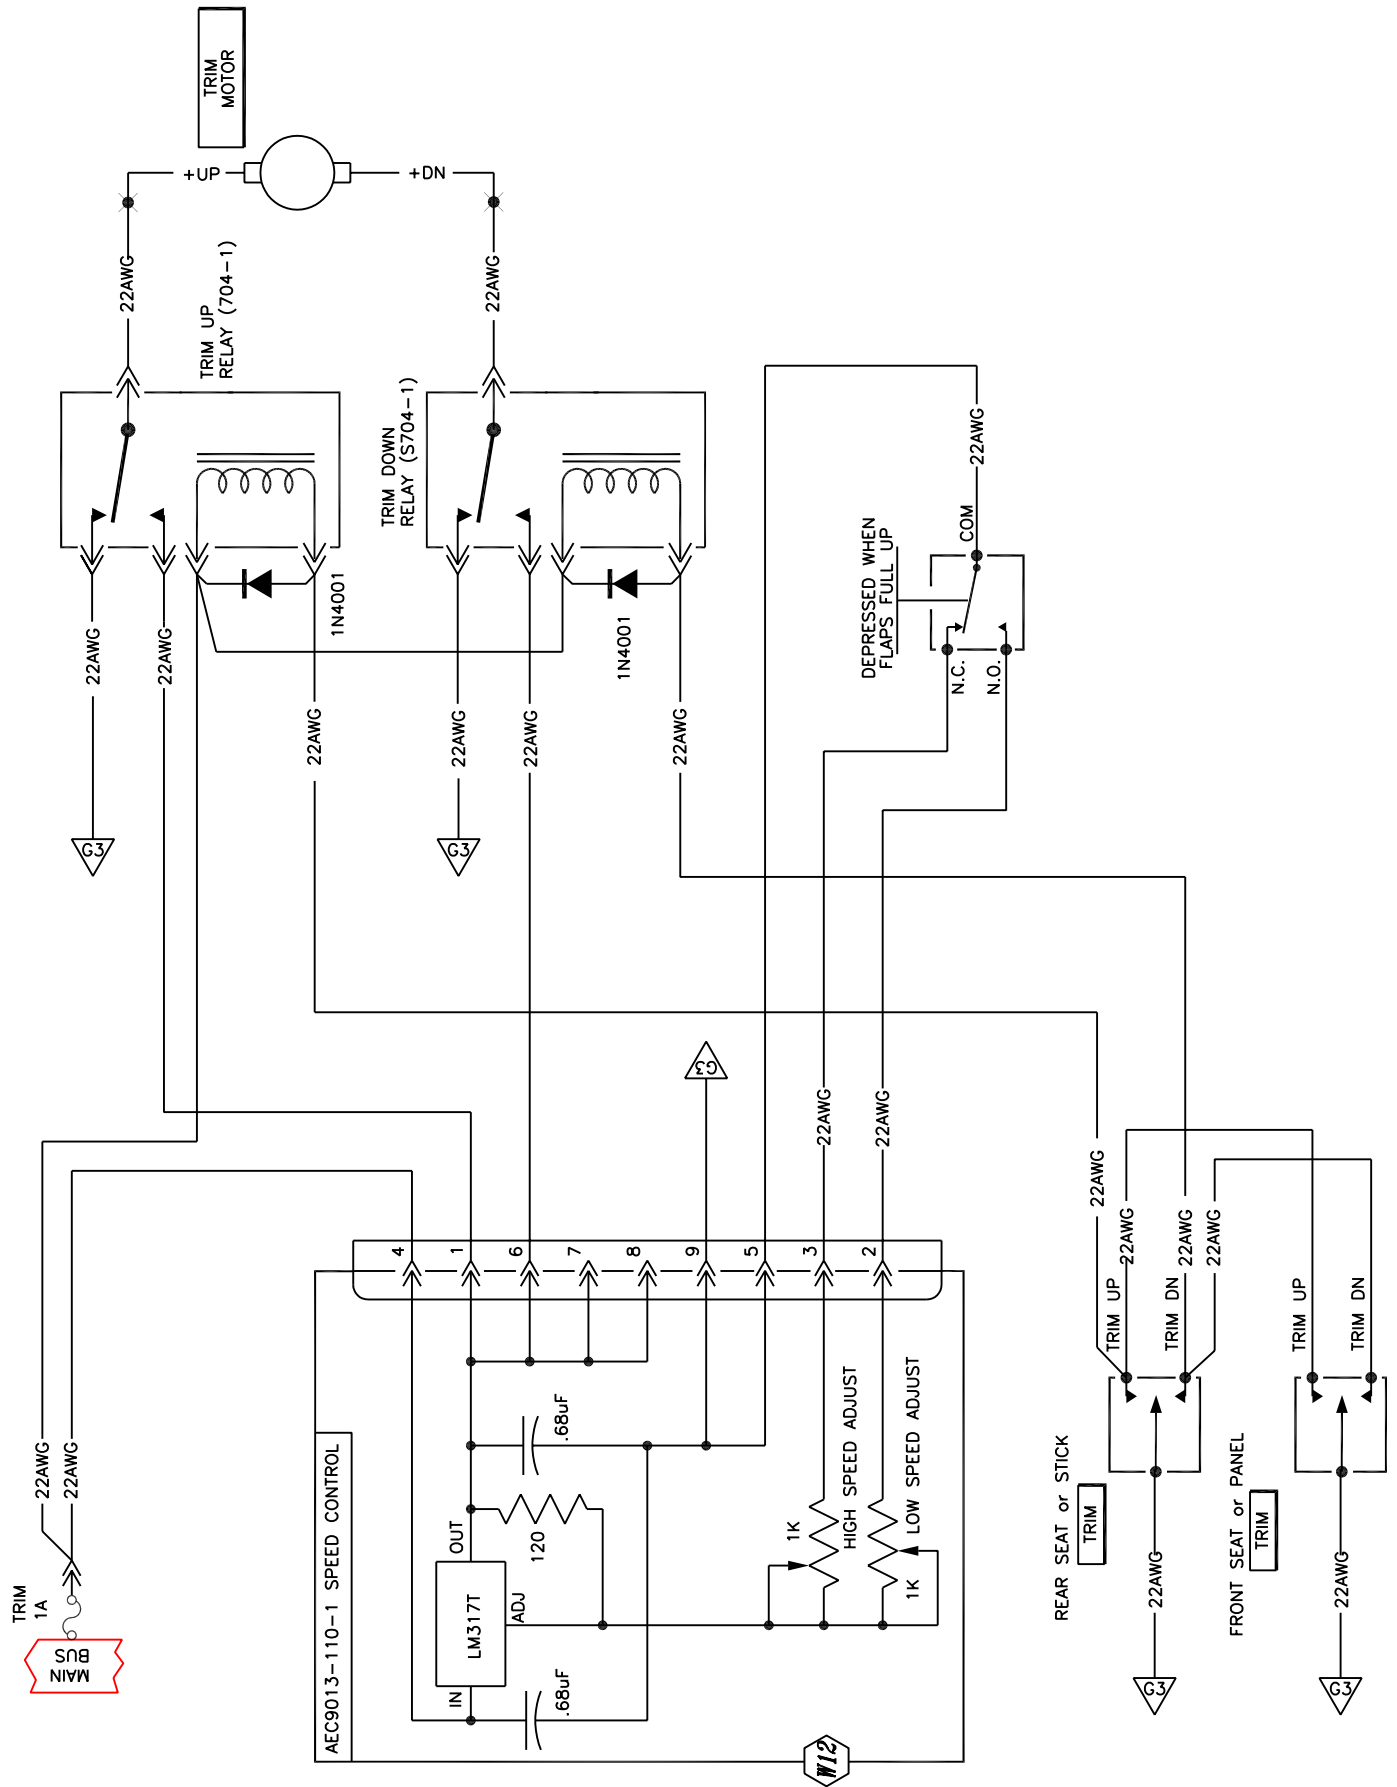 TRIM
MOTOR
+UP
+DN
22AWG
22AWG
TRIM UP
RELAY (704-1)
TRIM DOWN
RELAY (S704-1)
22AWG
COM
DEPRESSED WHEN
FLAPS FULL UP
N.C.
N.O.
1N4001
1N4001
22AWG
22AWG
22AWG
22AWG
22AWG
22AWG
G3
G3
G3
22AWG
22AWG
22AWG
22AWG
22AWG
22AWG
4
1
6
7
8
9
5
3
2
TRIM UP
TRIM DN
TRIM UP
TRIM DN
22AWG
22AWG
TRIM
1A
MAIN
BUS
AEC9013-110-1 SPEED CONTROL
.68uF
120
OUT
LM317T
ADJ
IN
.68uF
1K
HIGH SPEED ADJUST
1K
LOW SPEED ADJUST
W12
REAR SEAT or STICK
TRIM
22AWG
G3
FRONT SEAT or PANEL
TRIM
22AWG
G3